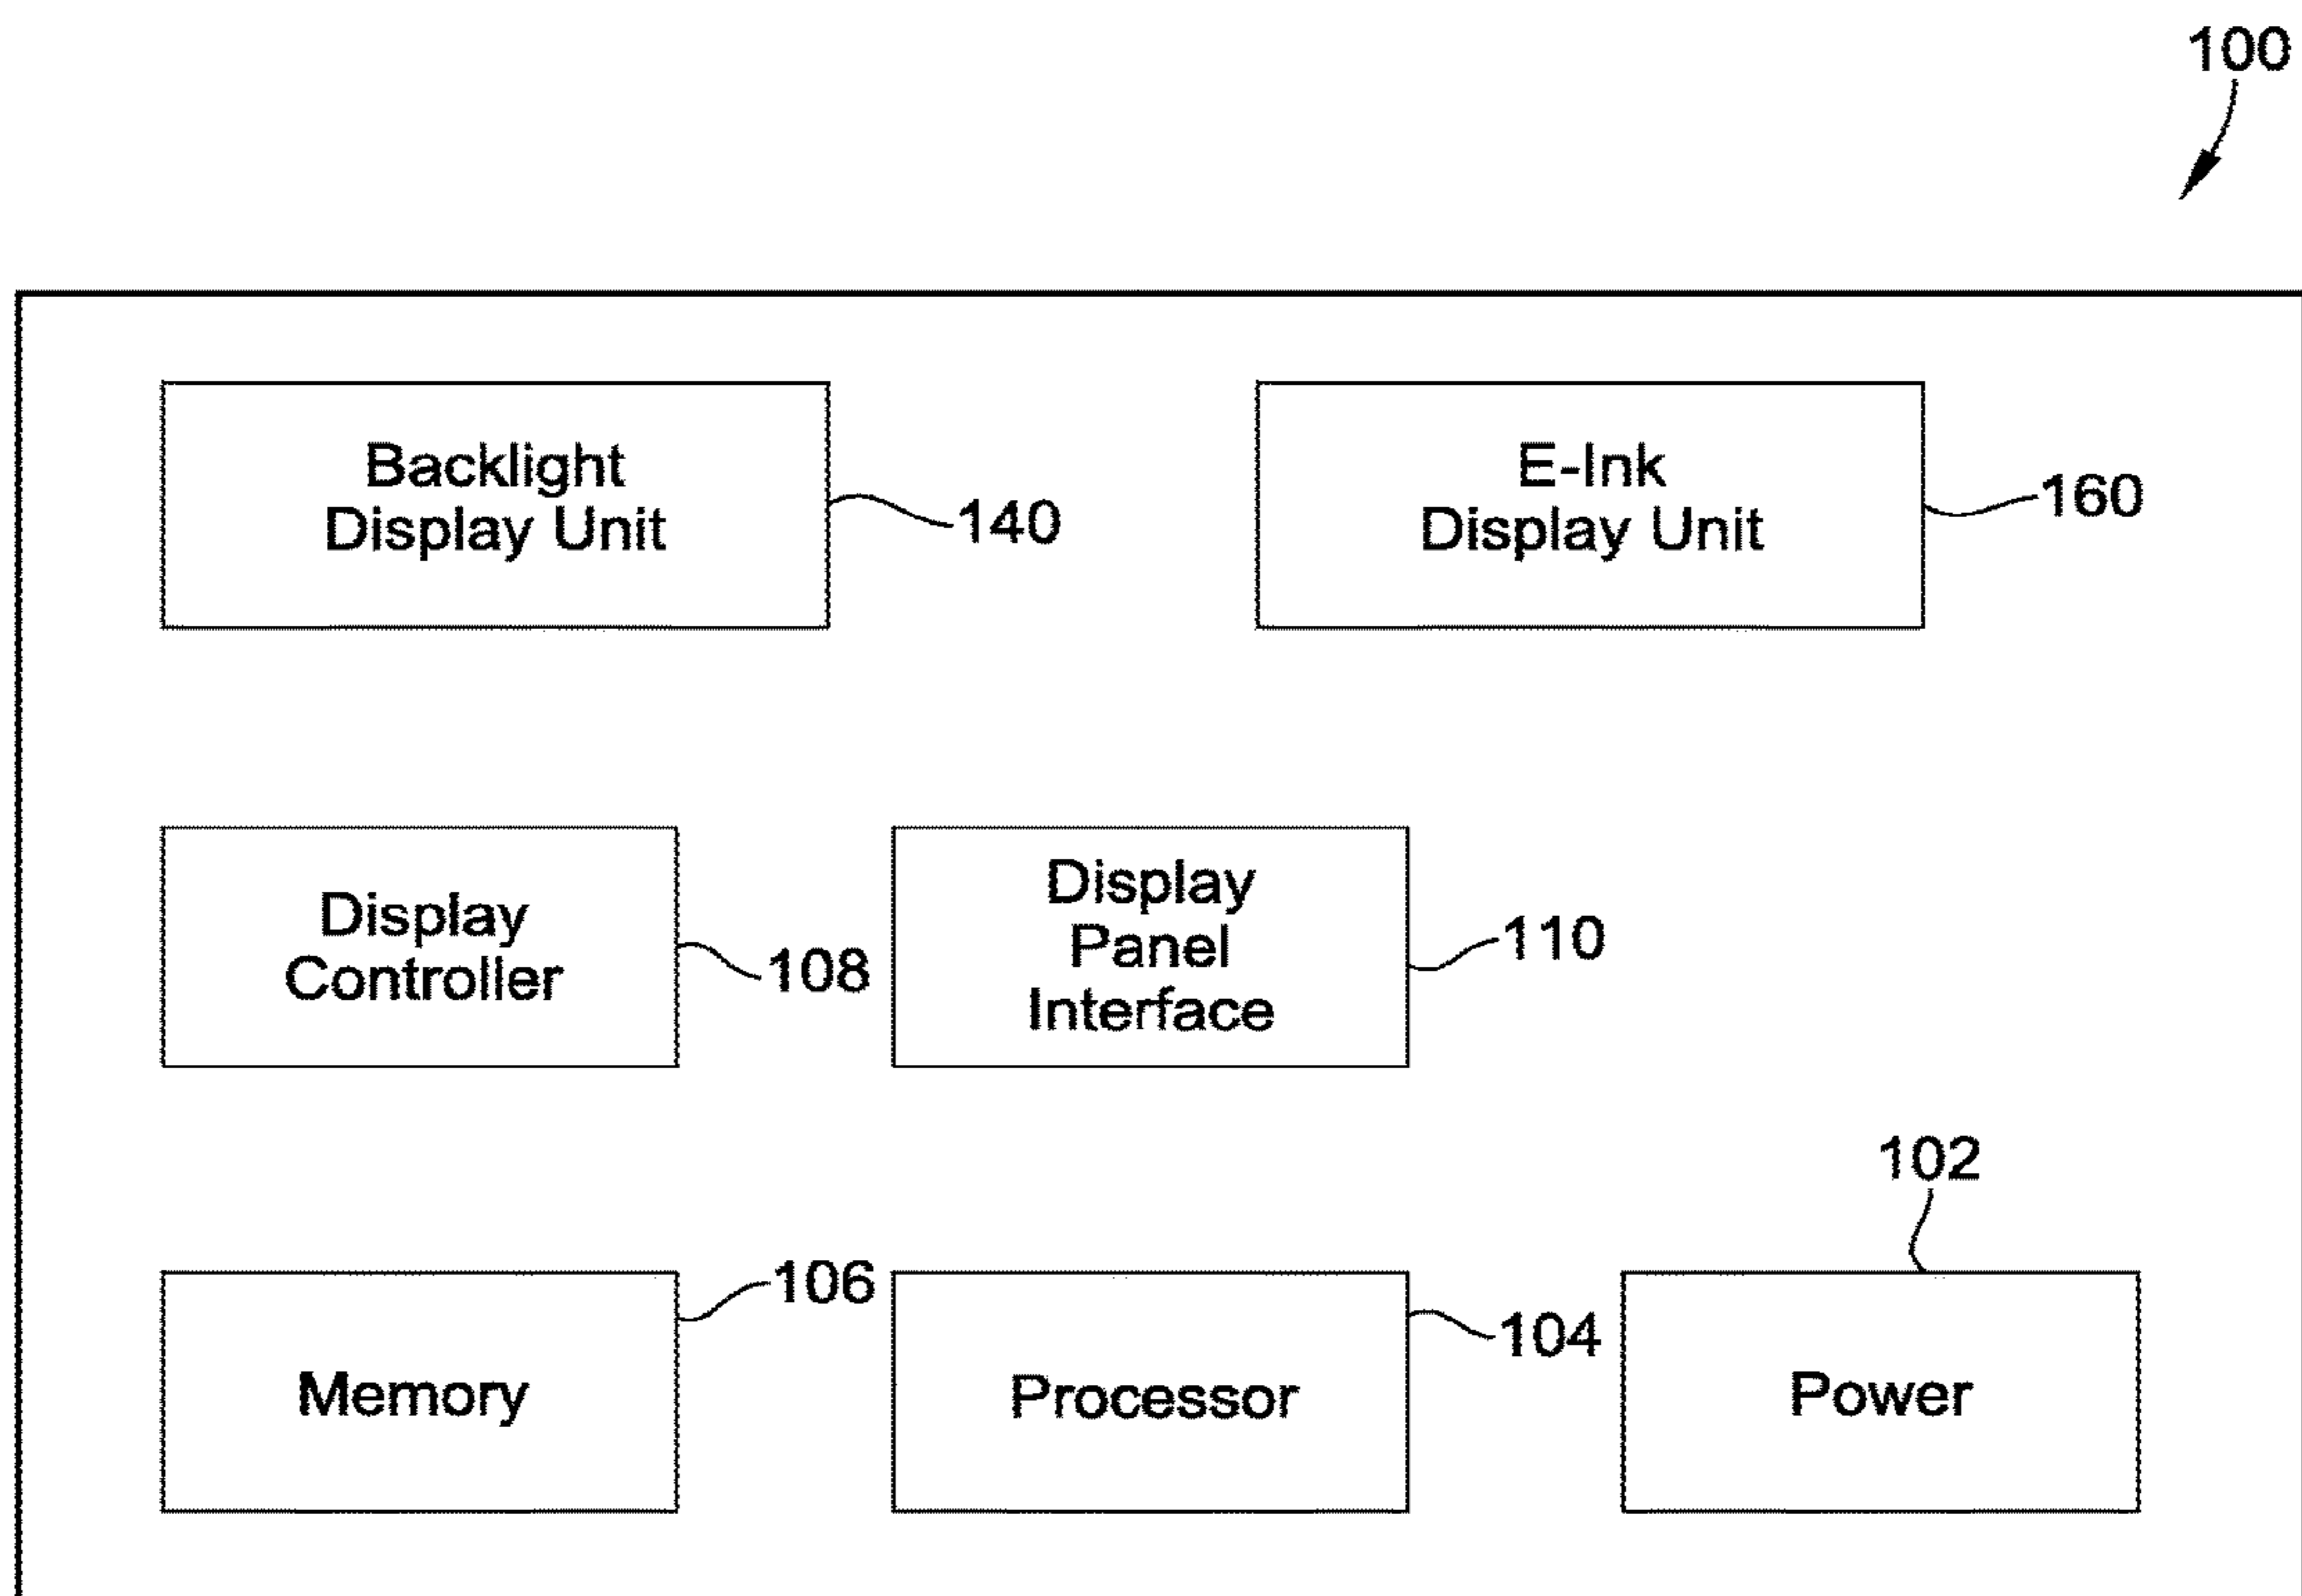 100
Backlight
Display Unit
140
E-Ink
Display Unit
160
Display
Controller
108
Display
Panel
Interface
110
102
Memory
106
Processor
104
Power